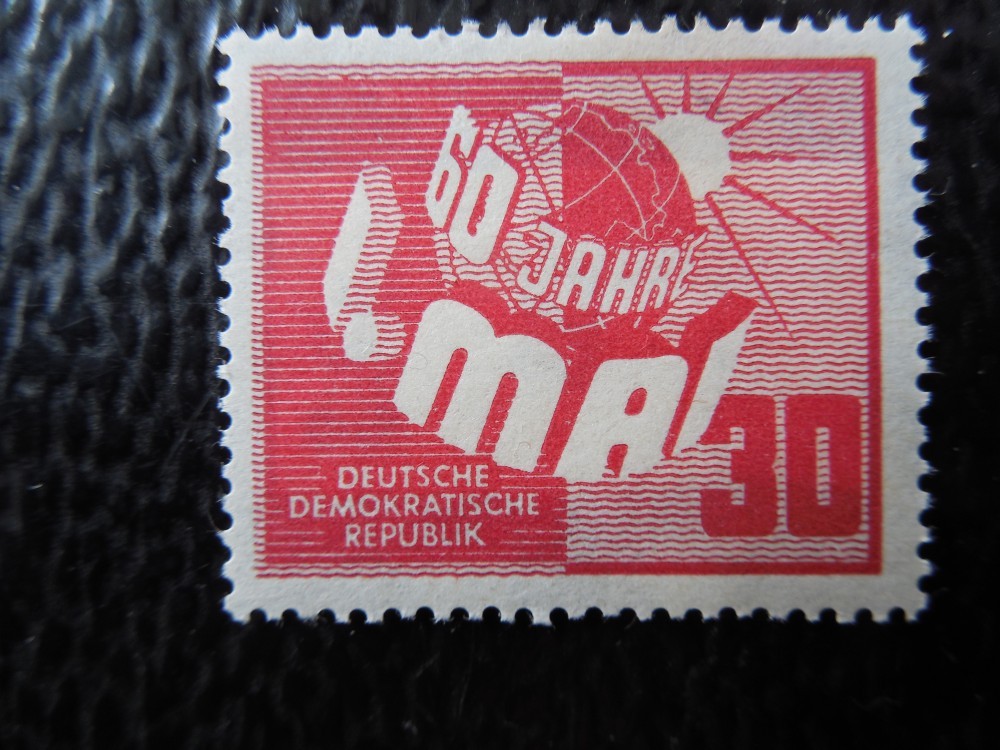 60 JAHRE
1. MAI
DEUTSCHE
DEMOKRATISCHE
REPUBLIK
30